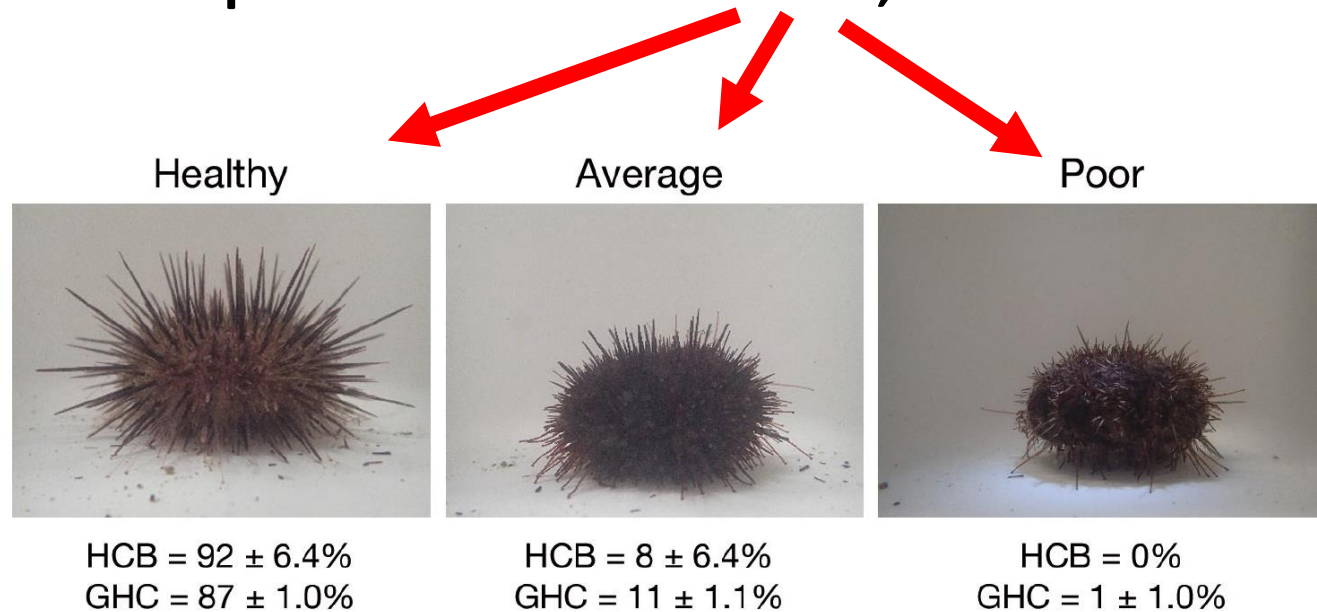 Healthy
Average
Poor
HCB = 92 ± 6.4%
GHC = 87 ± 1.0%
HCB = 8 ± 6.4%
GHC = 11 ± 1.1%
HCB = 0%
GHC = 1 ± 1.0%